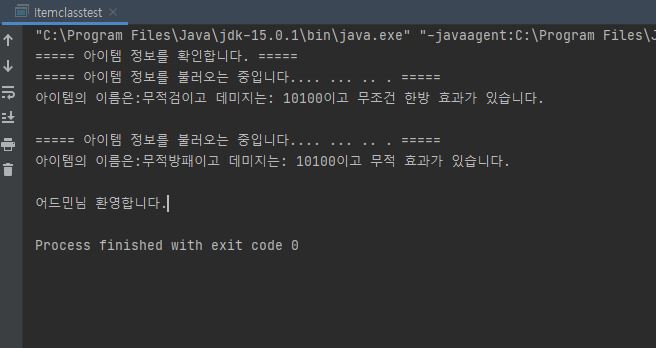 Itemclasstest
"C:\Program Files\Java\jdk-15.0.1\bin\java.exe" "-javaagent:C:\Program Files\J
===== 아이템 정보를 확인합니다. =====
===== 아이템 정보를 불러오는 중입니다.... ... .. . =====
아이템의 이름은:무적검이고 데미지는: 10100이고 무조건 한방 효과가 있습니다.
===== 아이템 정보를 불러오는 중입니다.... ... .. . =====
아이템의 이름은:무적방패이고 데미지는: 10100이고 무적 효과가 있습니다.
어드민님 환영합니다.
Process finished with exit code 0